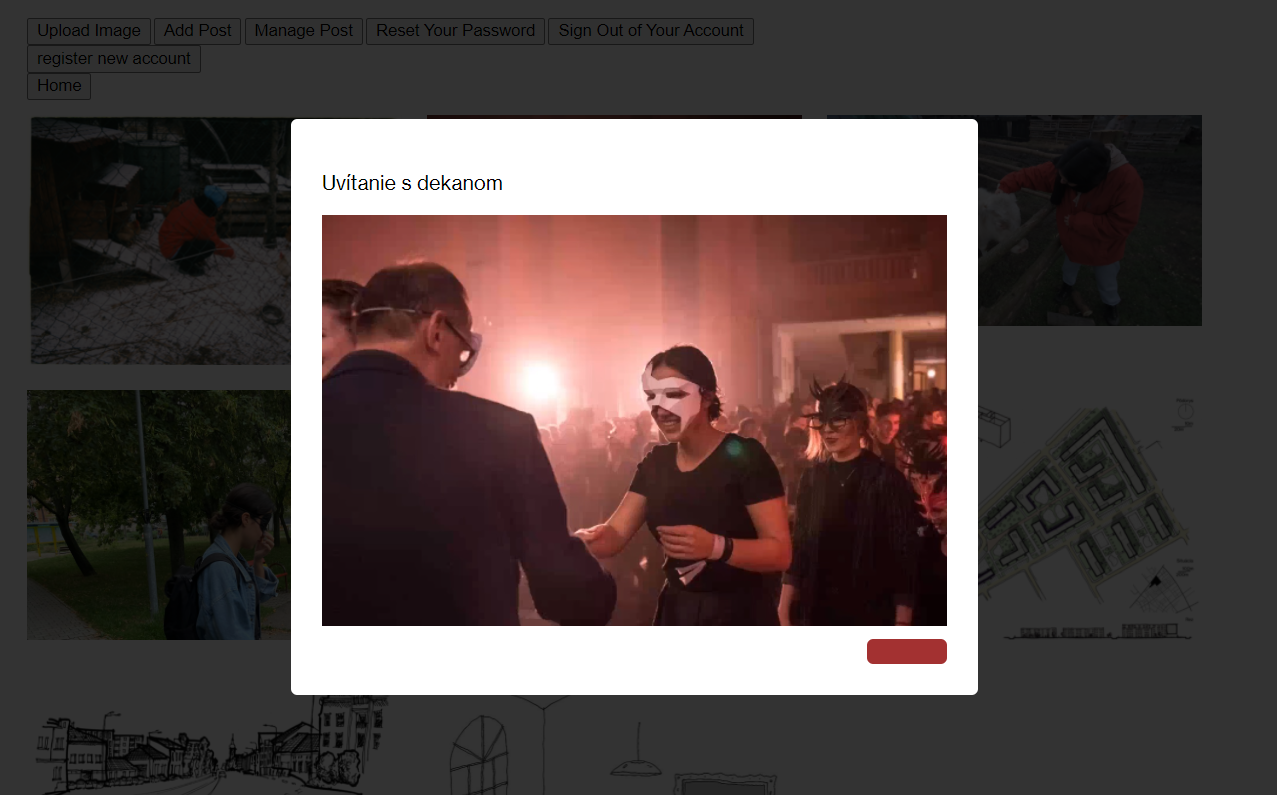 Upload Image Add Post Manage Post Reset Your Password Sign Out of Your Account
register new account
Home
Uvítanie s dekanom